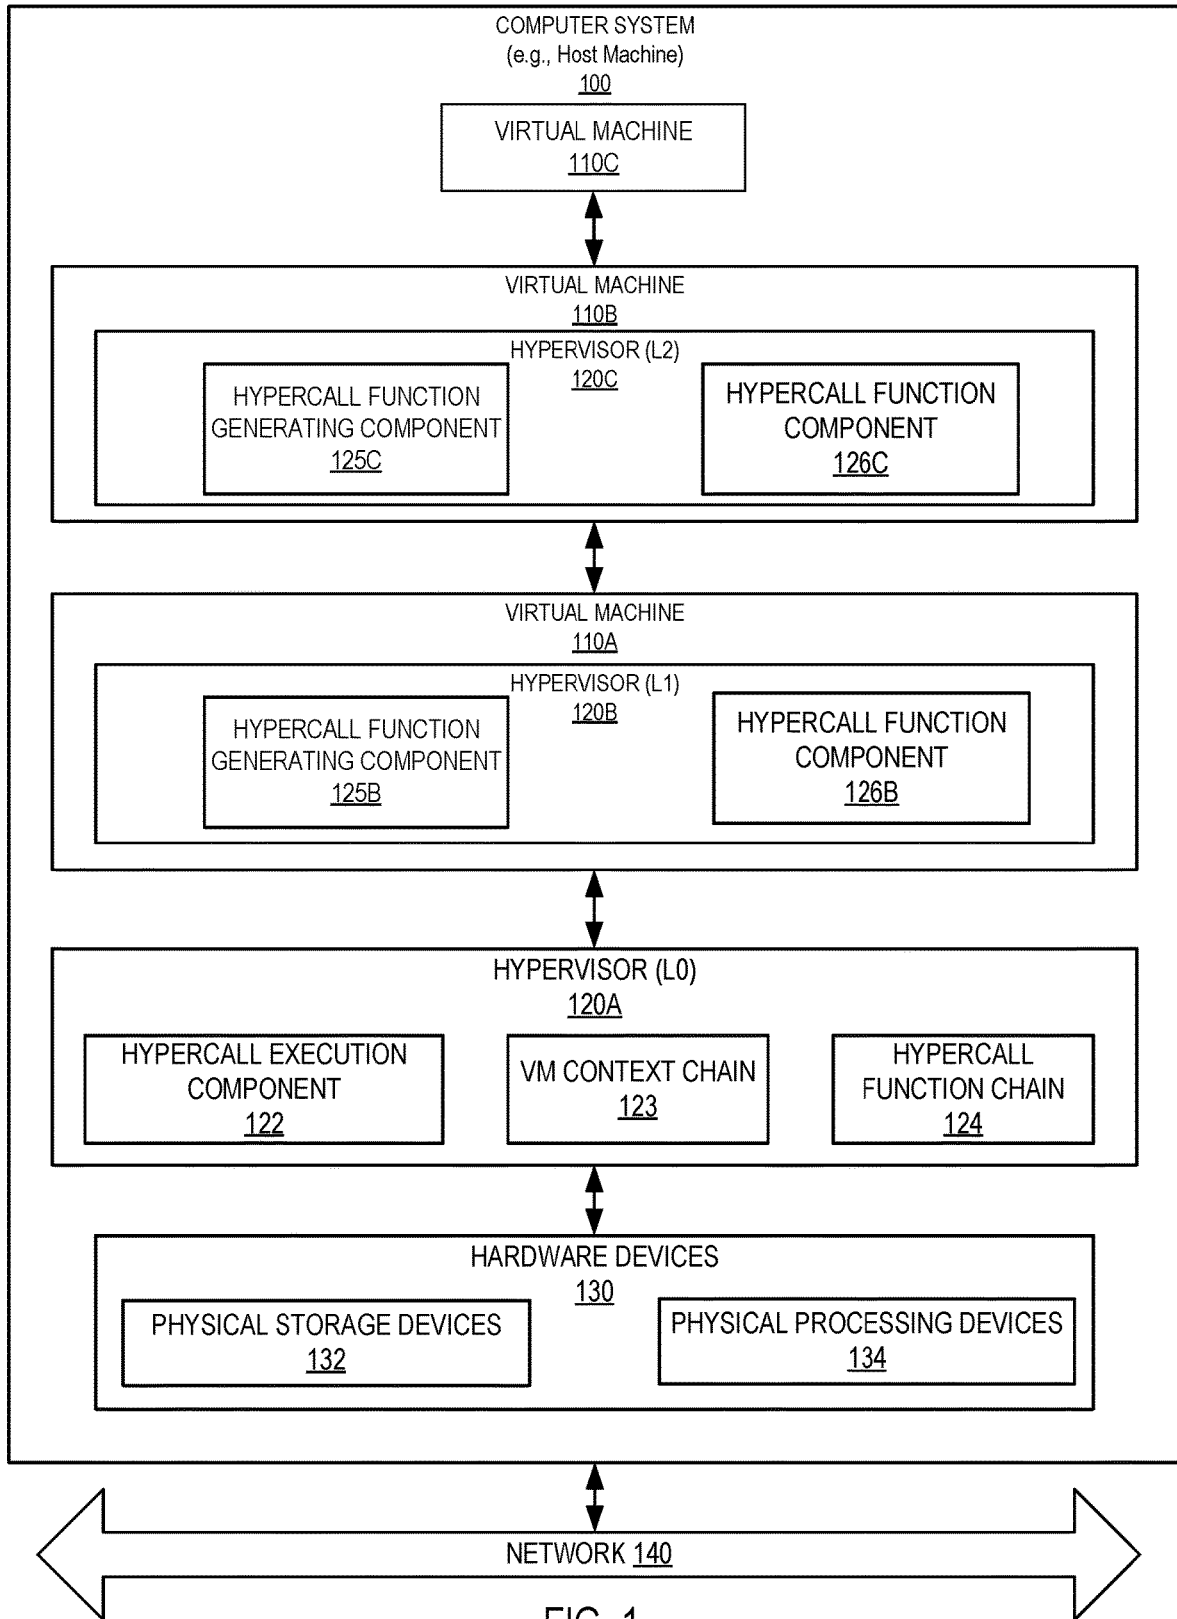 COMPUTER SYSTEM
(e.g., Host Machine)
100
VIRTUAL MACHINE
110C
VIRTUAL MACHINE
110B
HYPERVISOR (L2)
120C
HYPERCALL FUNCTION
GENERATING COMPONENT
125C
HYPERCALL FUNCTION
COMPONENT
126C
VIRTUAL MACHINE
110A
HYPERVISOR (L1)
120B
HYPERCALL FUNCTION
GENERATING COMPONENT
125B
HYPERCALL FUNCTION
COMPONENT
126B
HYPERVISOR (L0)
120A
HYPERCALL EXECUTION
COMPONENT
122
VM CONTEXT CHAIN
123
HYPERCALL
FUNCTION CHAIN
124
HARDWARE DEVICES
130
PHYSICAL STORAGE DEVICES
132
PHYSICAL PROCESSING DEVICES
134
NETWORK 140
FIG. 1